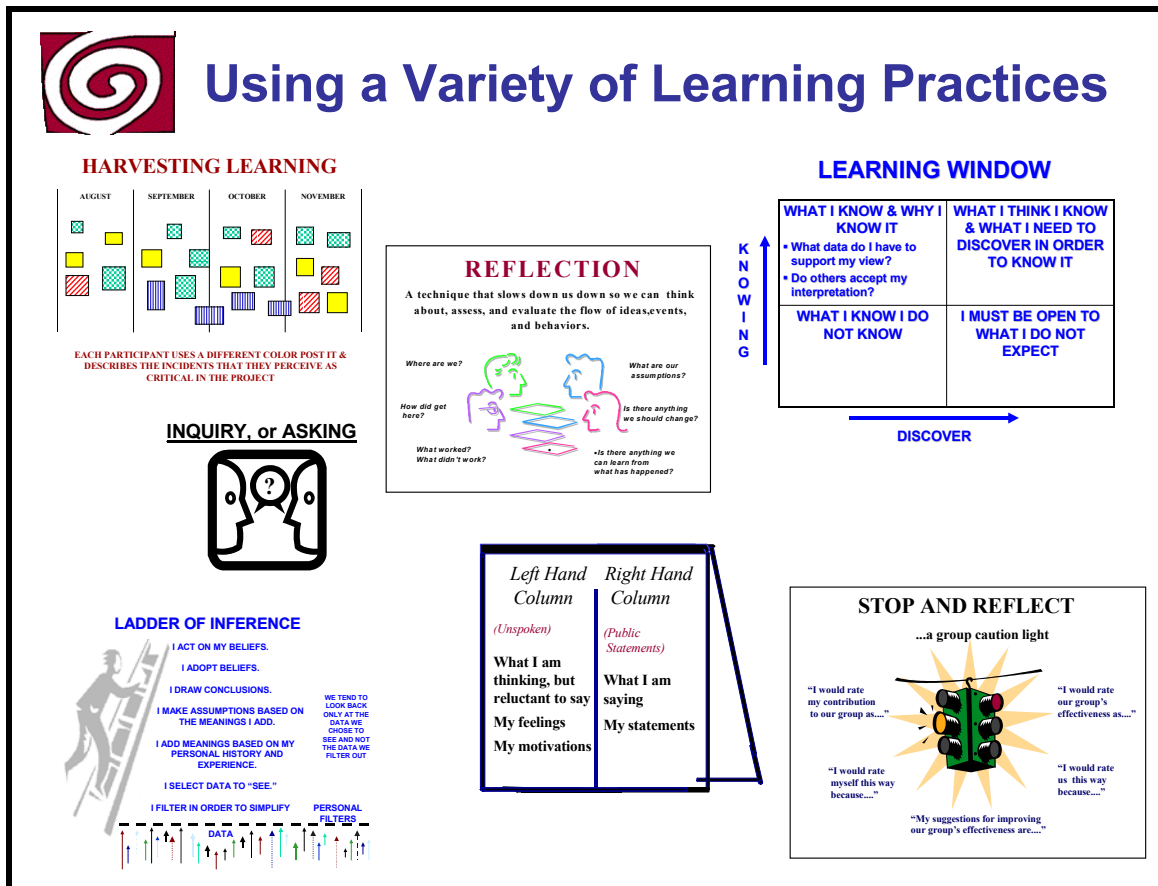 Using a Variety of Learning Practices
HARVESTING LEARNING
AUGUST
SEPTEMBER
OCTOBER
NOVEMBER
EACH PARTICIPANT USES A DIFFERENT COLOR POST IT &
DESCRIBES THE INCIDENTS THAT THEY PERCEIVE AS
CRITICAL IN THE PROJECT
REFLECTION
A technique that slows down us down so we can think
about, assess, and evaluate the flow of ideas,events,
and behaviors.
Where are we?
What are our
assumptions?
How did get
here?
Is there anything
we should change?
What worked?
What didn't work?
•Is there anything we
can learn from
what has happened?
LEARNING WINDOW
KNOWING
WHAT I KNOW & WHY I
KNOW IT
▪ What data do I have to
support my view?
▪ Do others accept my
interpretation?
WHAT I THINK I KNOW
& WHAT I NEED TO
DISCOVER IN ORDER
TO KNOW IT
WHAT I KNOW I DO
NOT KNOW
I MUST BE OPEN TO
WHAT I DO NOT
EXPECT
DISCOVER
INQUIRY, or ASKING
?
LADDER OF INFERENCE
I ACT ON MY BELIEFS.
I ADOPT BELIEFS.
I DRAW CONCLUSIONS.
I MAKE ASSUMPTIONS BASED ON
THE MEANINGS I ADD.
I ADD MEANINGS BASED ON MY
PERSONAL HISTORY AND
EXPERIENCE.
I SELECT DATA TO “SEE.”
I FILTER IN ORDER TO SIMPLIFY
WE TEND TO
LOOK BACK
ONLY AT THE
DATA WE
CHOSE TO
SEE AND NOT
THE DATA WE
FILTER OUT
PERSONAL
FILTERS
DATA
Left Hand
Column
(Unspoken)
What I am
thinking, but
reluctant to say
My feelings
My motivations
Right Hand
Column
(Public
Statements)
What I am
saying
My statements
STOP AND REFLECT
...a group caution light
“I would rate
my contribution
to our group as....”
“I would rate
our group's
effectiveness as....”
“I would rate
myself this way
because....”
“I would rate
us this way
because....”
“My suggestions for improving
our group's effectiveness are....”